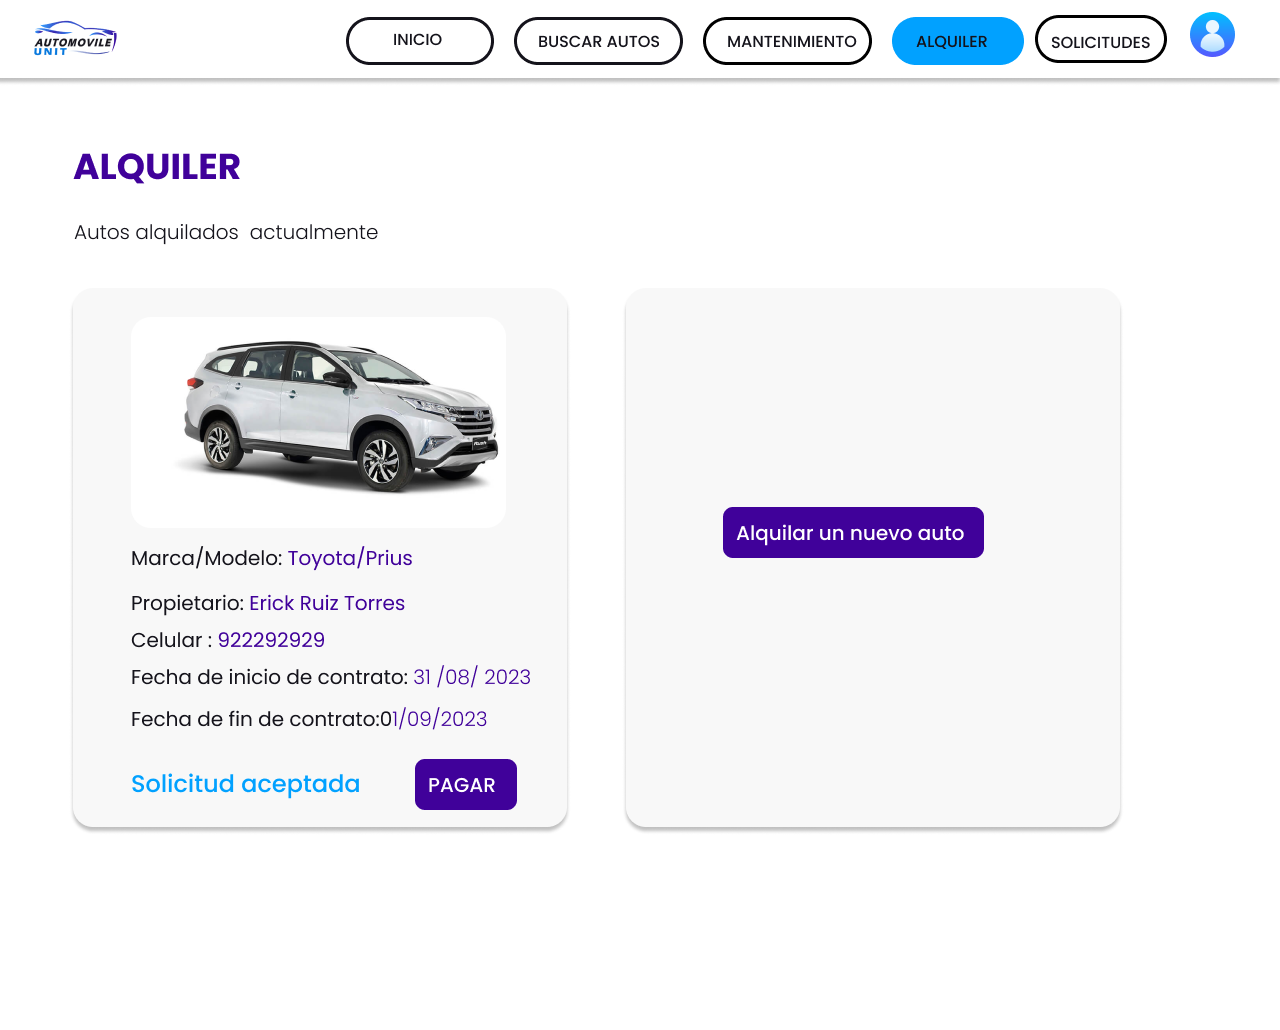 AUTOMOVILE
UNIT
INICIO
BUSCAR AUTOS
MANTENIMIENTO
ALQUILER
SOLICITUDES
ALQUILER
Autos alquilados  actualmente
Rush
Marca/Modelo: Toyota/Prius
Propietario: Erick Ruiz Torres
Celular : 922292929
Fecha de inicio de contrato: 31 /08/ 2023
Fecha de fin de contrato:01/09/2023
Solicitud aceptada
PAGAR
Alquilar un nuevo auto